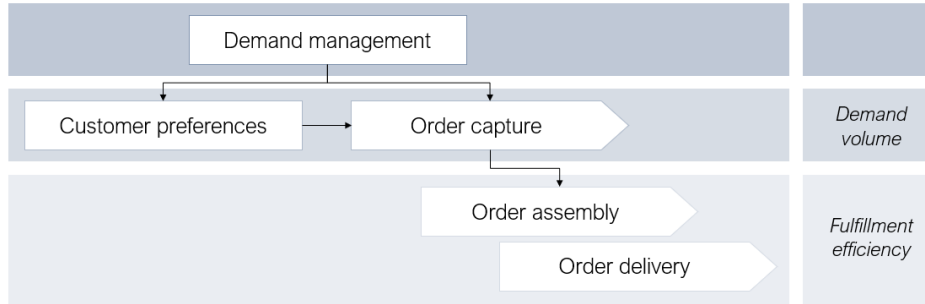 Demand management
Customer preferences
Order capture
Demand
volume
Order assembly
Order delivery
Fulfillment
efficiency